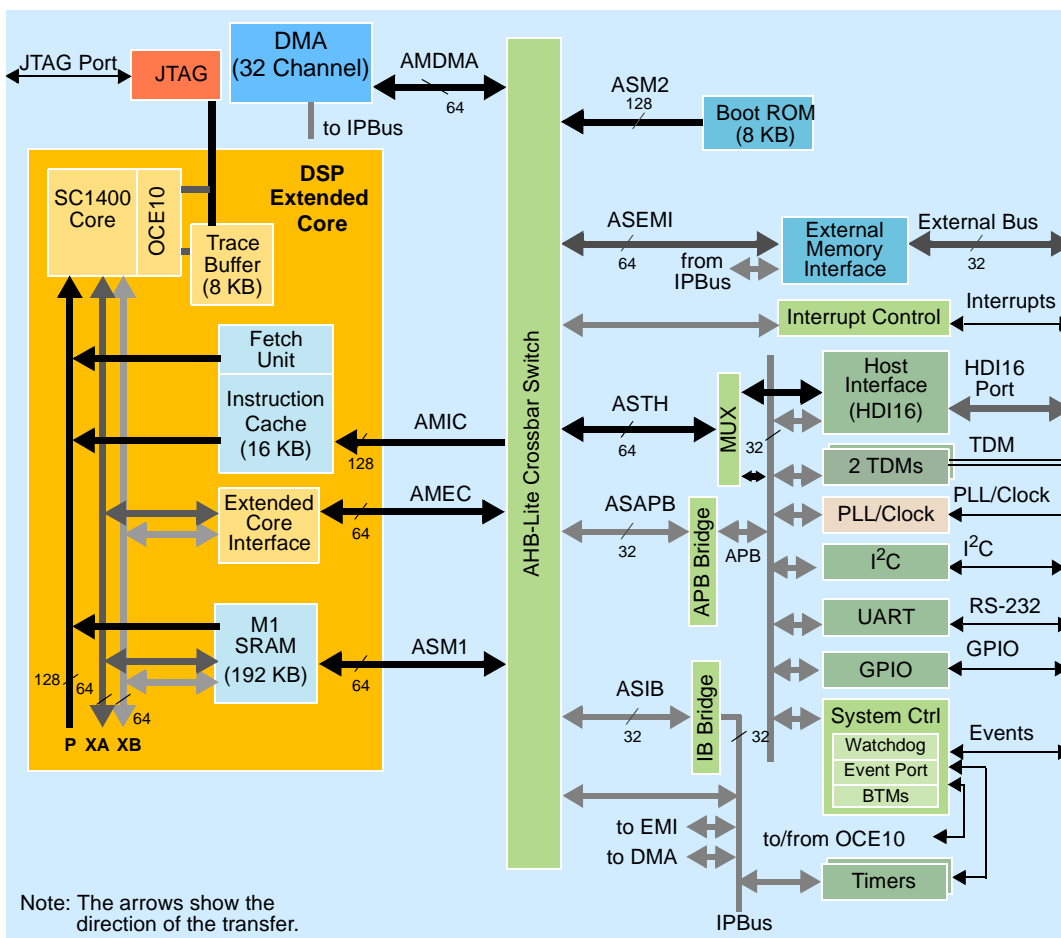 JTAG Port
JTAG
DMA
(32 Channel)
AMDMA
64
to IPBus
ASM2
128
Boot ROM
(8 KB)
DSP
Extended
Core
SC1400
Core
OCE10
Trace
Buffer
(8 KB)
ASEMI
64
from
IPBus
External
Memory
Interface
External Bus
32
Interrupt Control
Interrupts
Fetch
Unit
Instruction
Cache
(16 KB)
AMIC
128
AHB-Lite Crossbar Switch
ASTH
64
MUX
32
Host
Interface
(HDI16)
HDI16
Port
2 TDMs
TDM
Extended
Core
Interface
AMEC
64
ASAPB
32
APB Bridge
APB
PLL/Clock
PLL/Clock
I2C
I2C
UART
RS-232
GPIO
GPIO
M1
SRAM
(192 KB)
ASM1
64
128
64
64
P
XA
XB
ASIB
32
IB Bridge
32
System Ctrl
Watchdog
Event Port
BTMs
Events
to EMI
to DMA
to/from OCE10
Timers
IPBus
Note: The arrows show the
direction of the transfer.